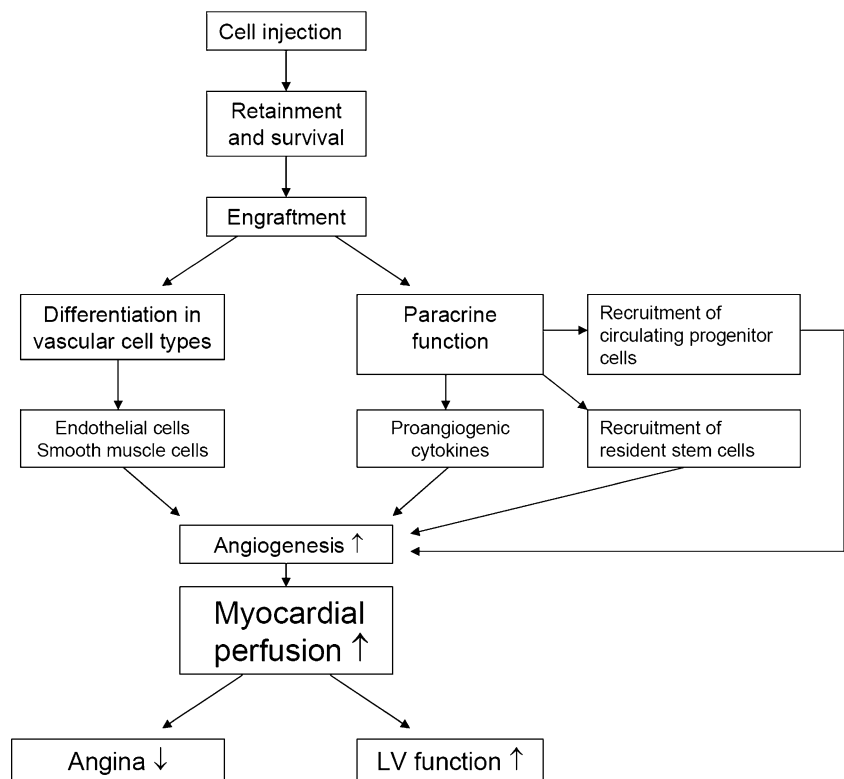 Cell injection
Retainment
and survival
Engraftment
Differentiation in
vascular cell types
Paracrine
function
Recruitment of
circulating progenitor
cells
Endothelial cells
Smooth muscle cells
Proangiogenic
cytokines
Recruitment of
resident stem cells
Angiogenesis ↑
Myocardial
perfusion ↑
Angina ↓
LV function ↑